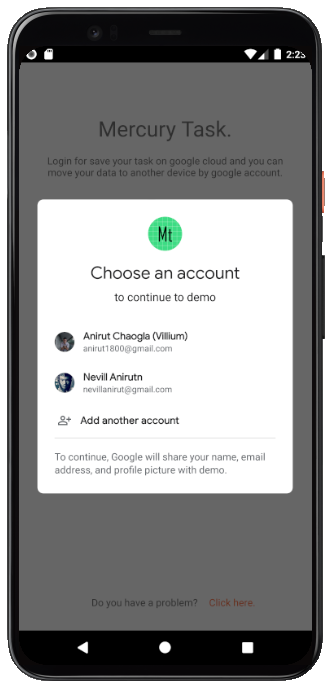 2:23
Mercury Task.
Login for save your task on google cloud and you can
move your data to another device by google account.
Mt
Choose an account
to continue to demo
Anirut Chaogla (Villium)
anirut1800@gmail.com
Nevill Anirutn
nevillanirut@gmail.com
Add another account
To continue, Google will share your name, email
address, and profile picture with demo.
Do you have a problem? Click here.